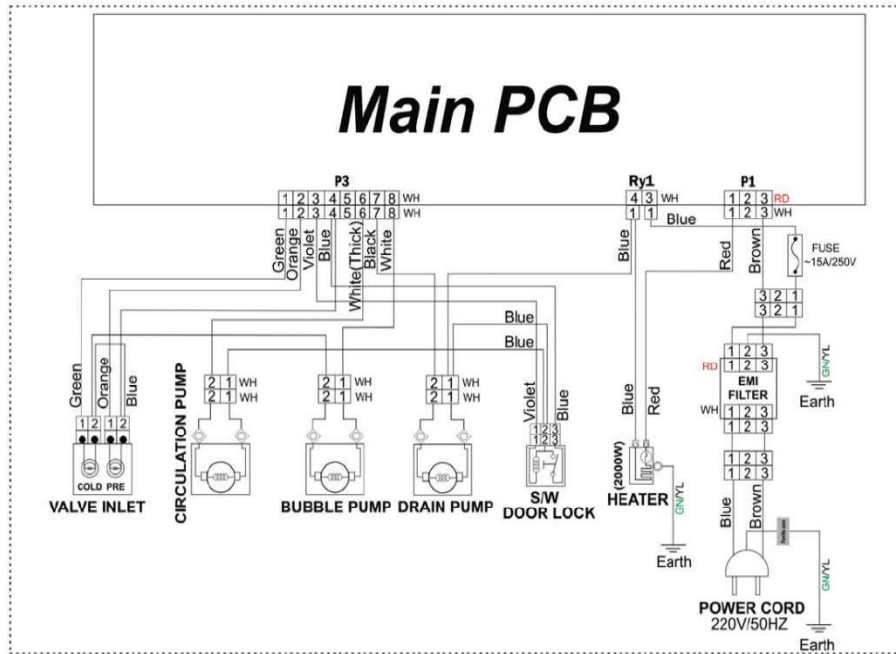 Main PCB
P3
Ry1
P1
1 2 3 4 5 6 7 8 WH
1 2 3 4 5 6 7 8 WH
4 3 WH
1 1
1 2 3 RD
1 2 3 WH
Green
Orange
Violet
Blue
White(Thick)
Black
White
Blue
Blue
Red
Brown
FUSE
~15A/250V
3 2 1
3 2 1
Blue
Blue
GN/YL
Earth
1 2 3
RD
1 2 3
EMI
FILTER
WH
1 2 3
1 2 3
1 2 3
1 2 3
Blue
Brown
GN/YL
Earth
POWER CORD
220V/50HZ
Green
Orange
Blue
1 2 1 2
COLD PRE
VALVE INLET
2 1 WH
2 1 WH
CIRCULATION PUMP
2 1 WH
2 1 WH
BUBBLE PUMP
2 1 WH
2 1 WH
DRAIN PUMP
Violet
Blue
1 2 3
1 2 3
S/W
DOOR LOCK
Blue
Red
(2000W)
HEATER
GN/YL
Earth